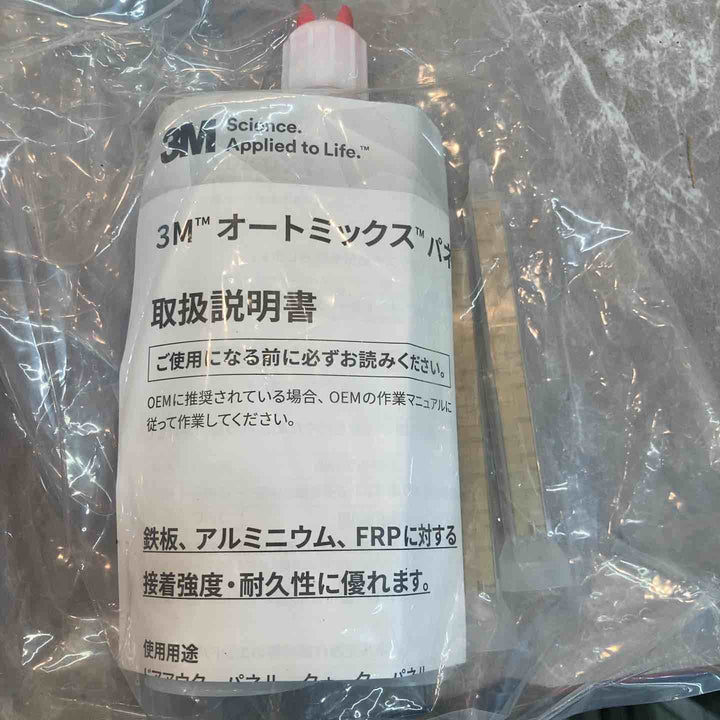 3M Science.
Applied to Life.™
3M™ オートミックス™ パネ
取扱説明書
ご使用になる前に必ずお読みください。
OEMに推奨されている場合、OEMの作業マニュアルに
従って作業してください。
鉄板、アルミニウム、FRPに対する
接着強度・耐久性に優れます。
使用用途